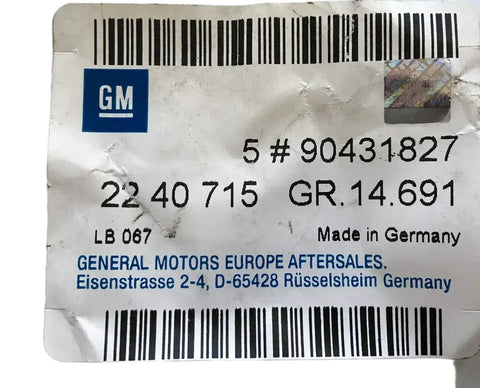 GM
5 # 90431827
22 40 715 GR.14.691
LB 067 Made in Germany
GENERAL MOTORS EUROPE AFTERSALES.
Eisenstrasse 2-4, D-65428 Rüsselsheim Germany